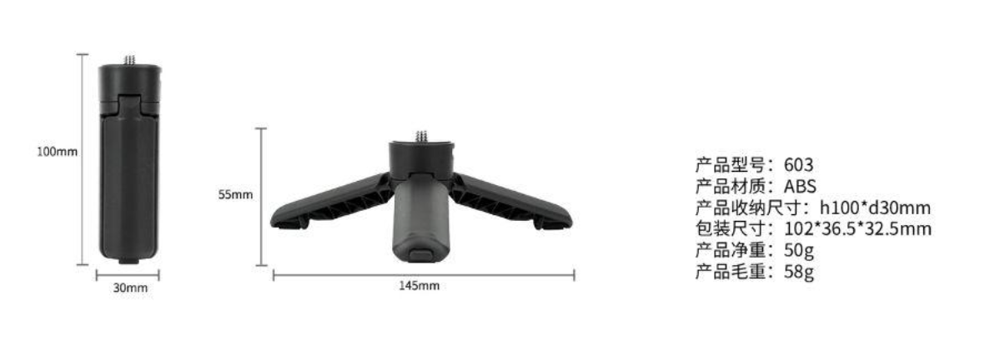 100mm
30mm
55mm
145mm
产品型号：603
产品材质：ABS
产品收纳尺寸：h100*d30mm
包装尺寸：102*36.5*32.5mm
产品净重：50g
产品毛重：58g